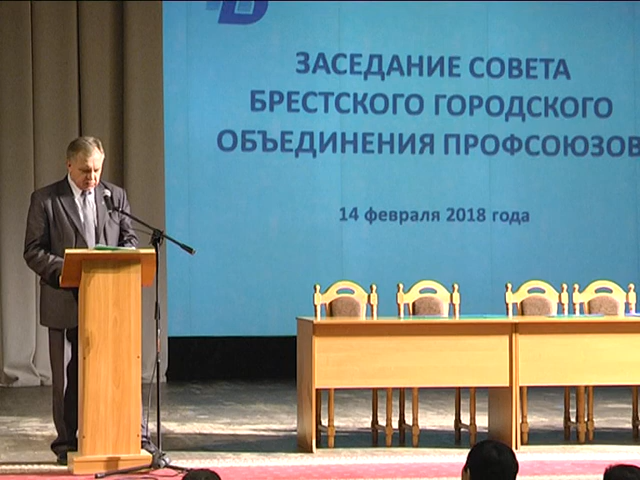 ЗАСЕДАНИЕ СОВЕТА
БРЕСТСКОГО ГОРОДСКОГО
ОБЪЕДИНЕНИЯ ПРОФСОЮЗОВ
14 февраля 2018 года